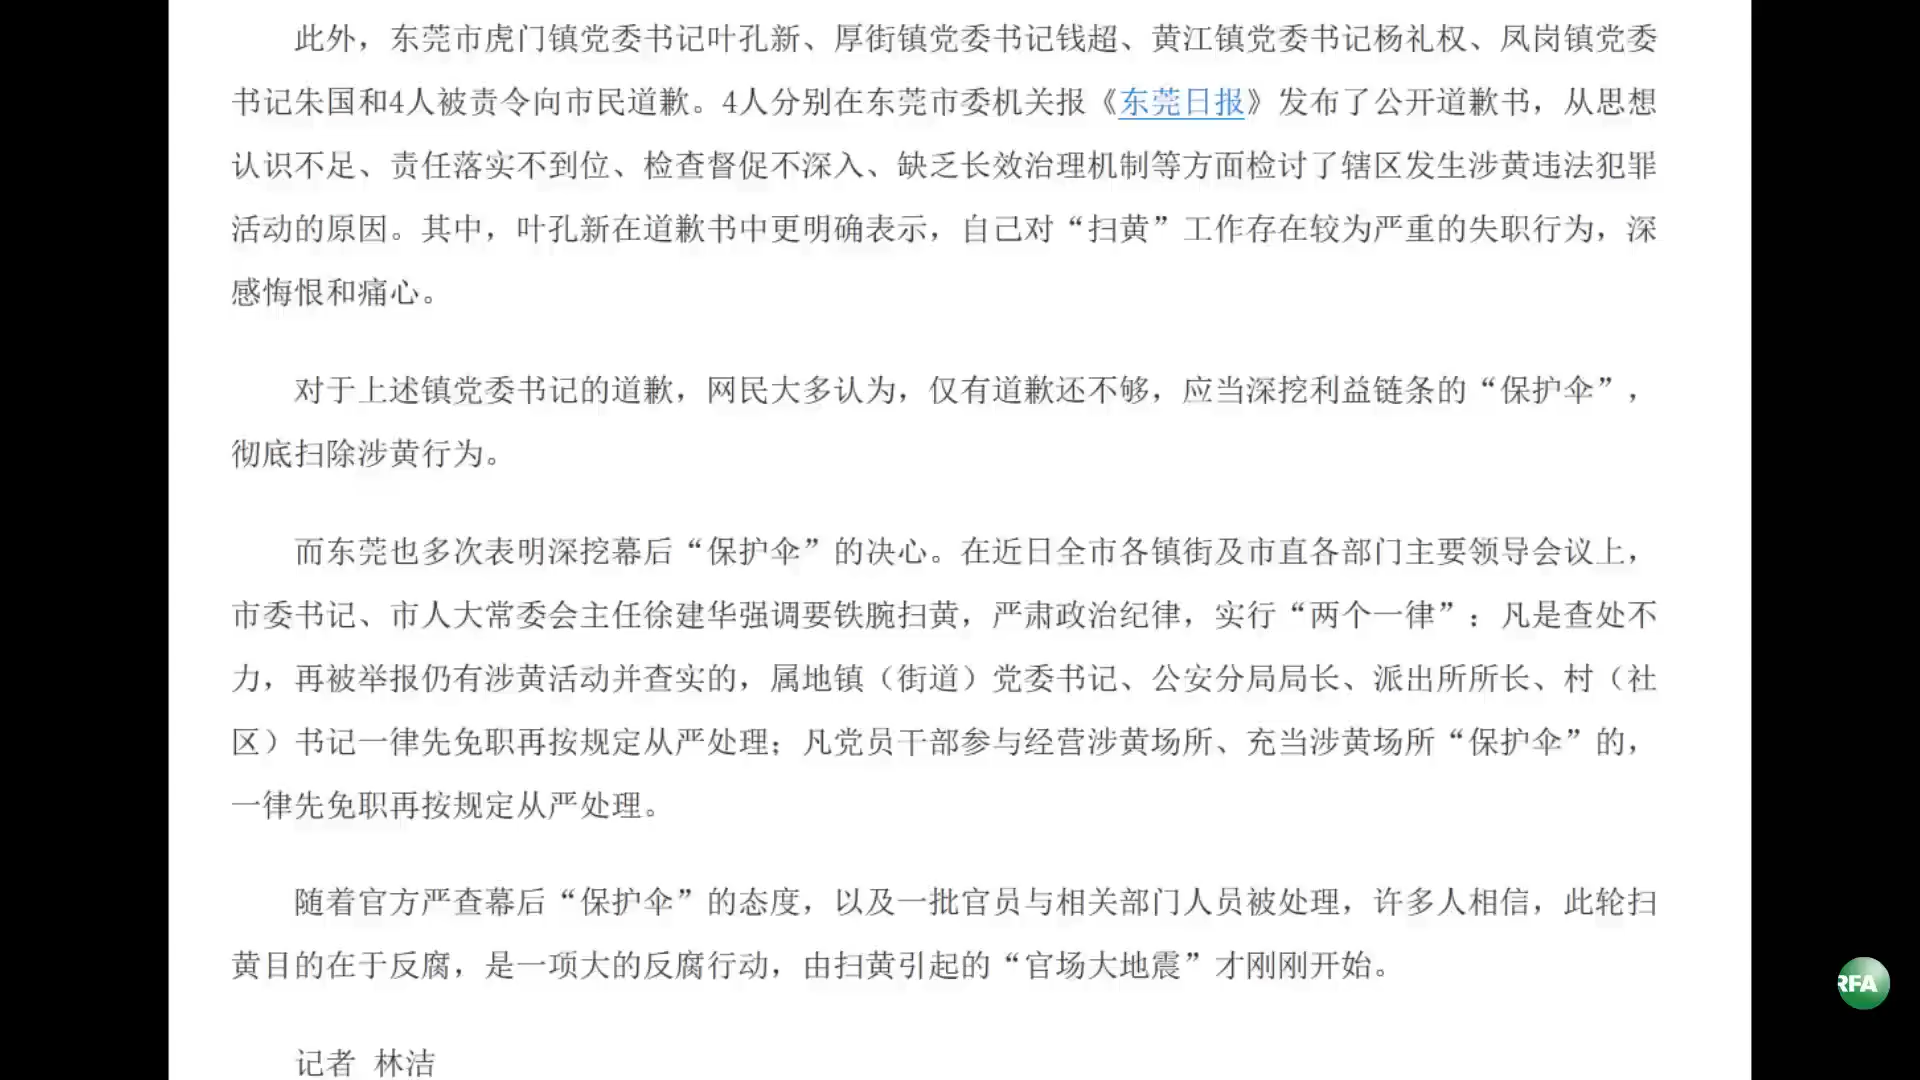 此外，东莞市虎门镇党委书记叶孔新、厚街镇党委书记钱超、黄江镇党委书记杨礼权、凤岗镇党委
书记朱国和4人被责令向市民道歉。4人分别在东莞市委机关报《东莞日报》发布了公开道歉书，从思想
认识不足、责任落实不到位、检查督促不深入、缺乏长效治理机制等方面检讨了辖区发生涉黄违法犯罪
活动的原因。其中，叶孔新在道歉书中更明确表示，自己对“扫黄”工作存在较为严重的失职行为，深
感悔恨和痛心。
对于上述镇党委书记的道歉，网民大多认为，仅有道歉还不够，应当深挖利益链条的“保护伞”，
彻底扫除涉黄行为。
而东莞也多次表明深挖幕后“保护伞”的决心。在近日全市各镇街及市直各部门主要领导会议上，
市委书记、市人大常委会主任徐建华强调要铁腕扫黄，严肃政治纪律，实行“两个一律”：凡是查处不
力，再被举报仍有涉黄活动并查实的，属地镇（街道）党委书记、公安分局局长、派出所所长、村（社
区）书记一律先免职再按规定从严处理；凡党员干部参与经营涉黄场所、充当涉黄场所“保护伞”的，
一律先免职再按规定从严处理。
随着官方严查幕后“保护伞”的态度，以及一批官员与相关部门人员被处理，许多人相信，此轮扫
黄目的在于反腐，是一项大的反腐行动，由扫黄引起的“官场大地震”才刚刚开始。
记者 林洁
RFA